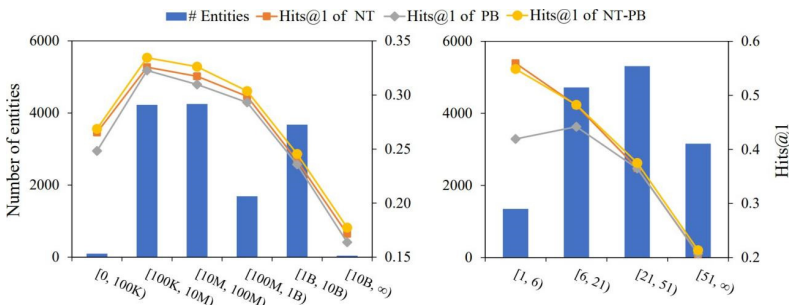 # Entities Hits@1 of NT Hits@1 of PB Hits@1 of NT-PB
6000 0.35
4000 0.30
0.25
2000 0.20
0 0.15
Number of entities
[0, 100K) [100K, 10M) [10M, 100M) [100M, 1B) [1B, 10B) [10B, ∞)
6000 0.6
0.5
4000
0.4
2000 0.3
0 0.2
Hits@1
[1, 6) [6, 21) [21, 51) [51, ∞)